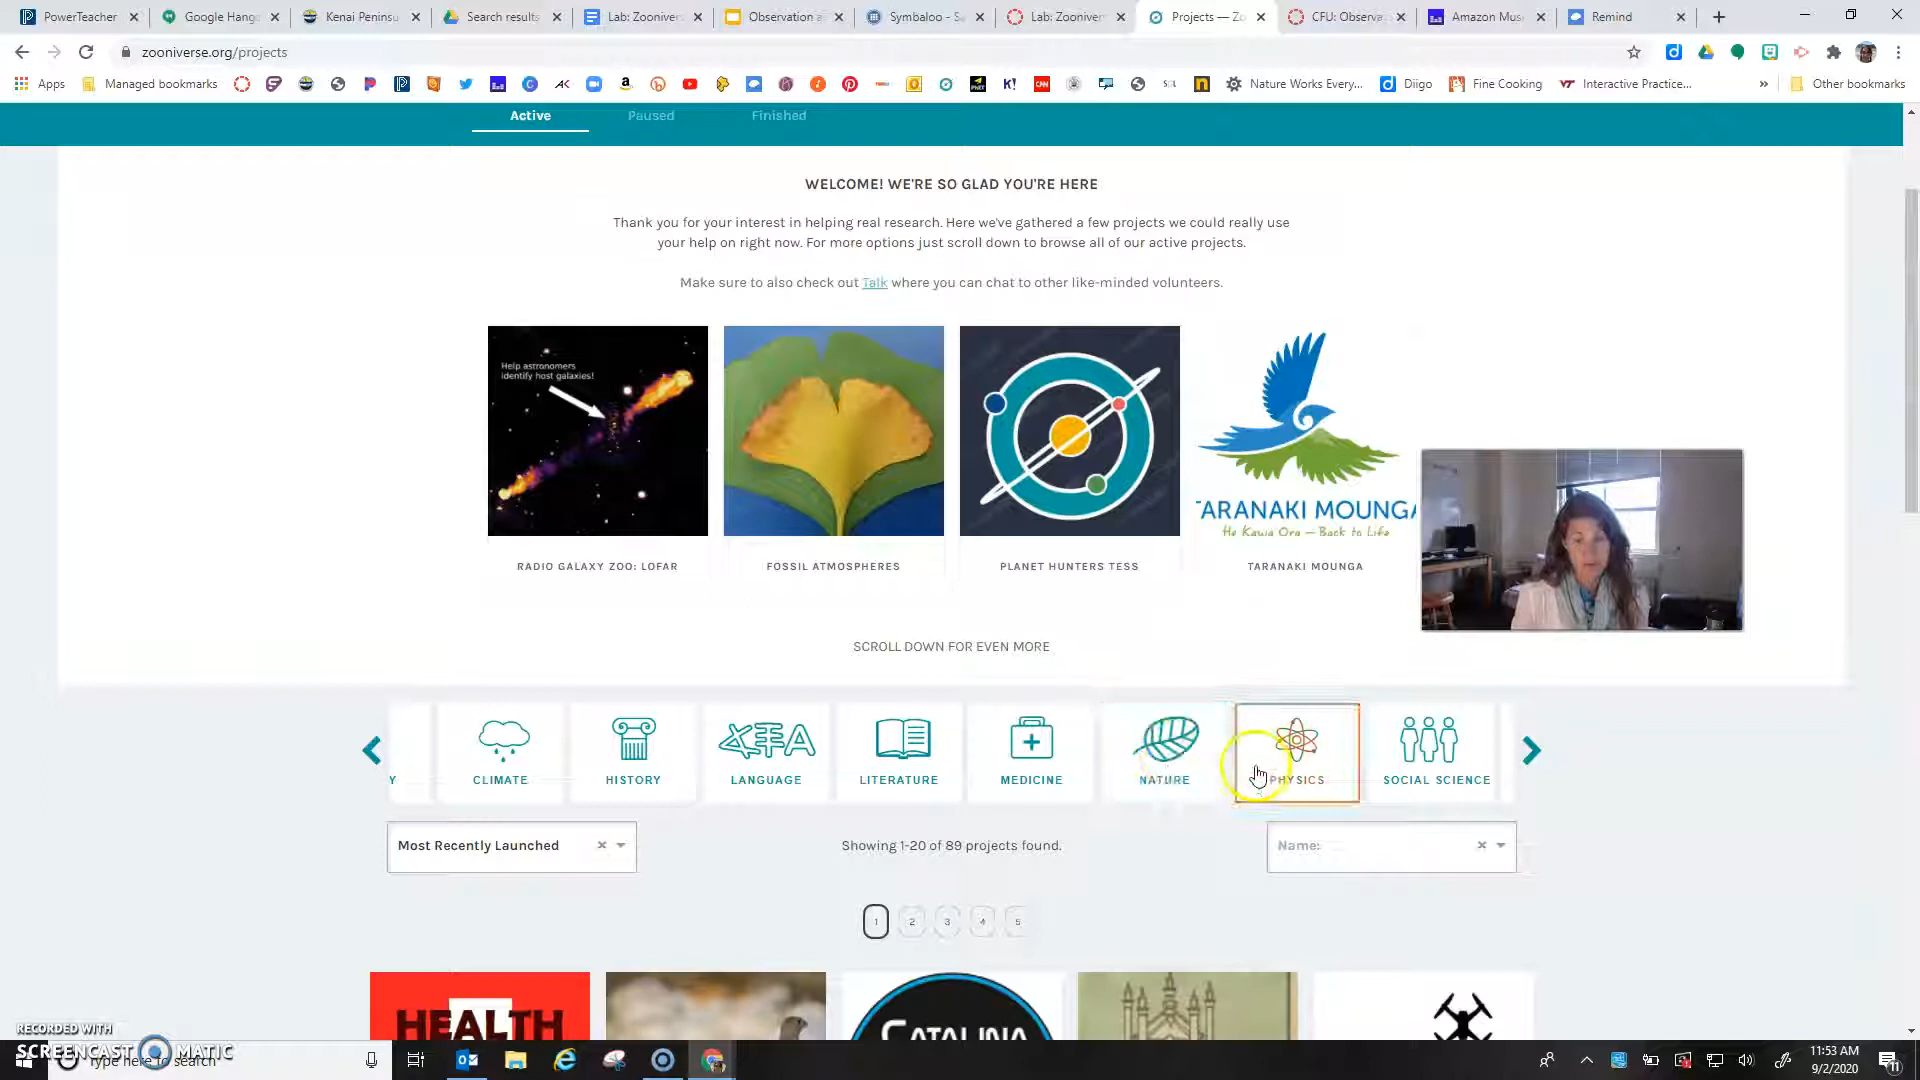 PowerTeacher
Google Hang
Kenai Peninsu
Search results
Lab: Zooniver
Observation a
Symbaloo - S
Lab: Zooniver
Projects — Zo
CFU: Observa
Amazon Mus
Remind
zooniverse.org/projects
Apps
Managed bookmarks
Nature Works Every...
Diigo
Fine Cooking
Interactive Practice...
Other bookmarks
Active
Paused
Finished
WELCOME! WE'RE SO GLAD YOU'RE HERE
Thank you for your interest in helping real research. Here we've gathered a few projects we could really use
your help on right now. For more options just scroll down to browse all of our active projects.
Make sure to also check out Talk where you can chat to other like-minded volunteers.
Help astronomers
identify host galaxies!
TARANAKI MOUNGA
He Kawa Ora — Back to Life
RADIO GALAXY ZOO: LOFAR
FOSSIL ATMOSPHERES
PLANET HUNTERS TESS
TARANAKI MOUNGA
SCROLL DOWN FOR EVEN MORE
Y
CLIMATE
HISTORY
LANGUAGE
LITERATURE
MEDICINE
NATURE
PHYSICS
SOCIAL SCIENCE
Most Recently Launched
Showing 1-20 of 89 projects found.
Name:
1
2
3
4
5
HEALTH
CATALINA
RECORDED WITH
SCREENCAST MATIC
Type here to search
11:53 AM
9/2/2020
11